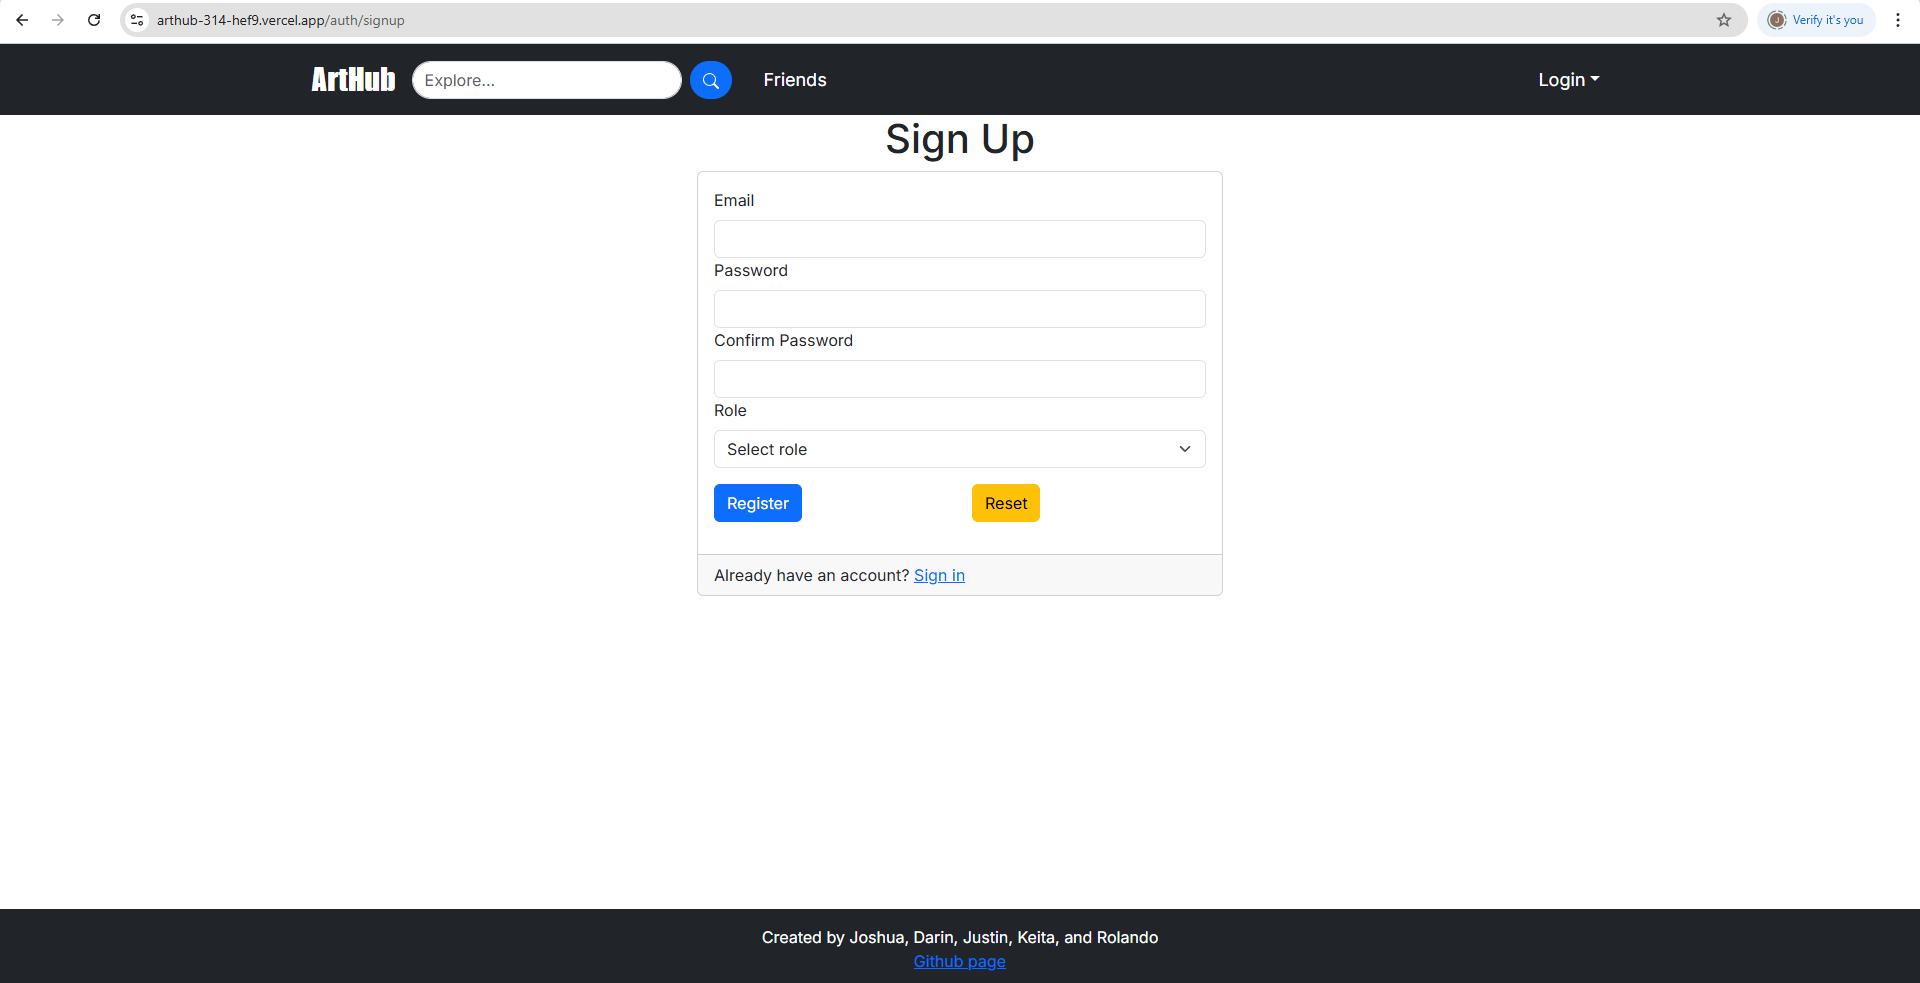 arthub-314-hef9.vercel.app/auth/signup
Verify it's you
ArtHub
Explore...
Friends
Login
Sign Up
Email
Password
Confirm Password
Role
Select role
Register
Reset
Already have an account? Sign in
Created by Joshua, Darin, Justin, Keita, and Rolando
Github page